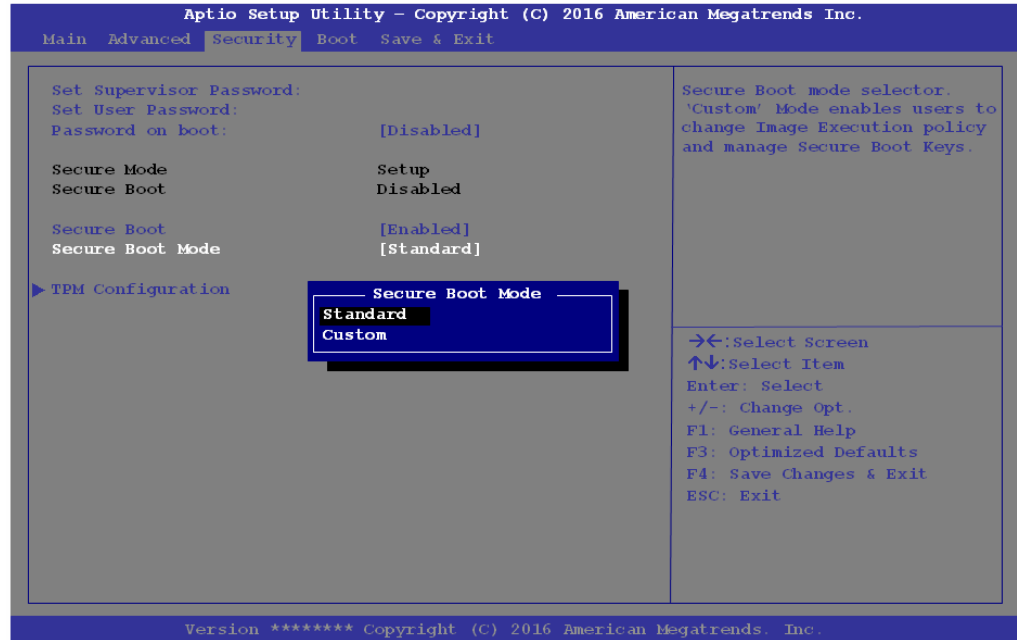 Aptio Setup Utility – Copyright (C) 2016 American Megatrends Inc.
Main Advanced Security Boot Save & Exit
Set Supervisor Password:
Set User Password:
Password on boot: [Disabled]
Secure Mode Setup
Secure Boot Disabled
Secure Boot [Enabled]
Secure Boot Mode [Standard]
TPM Configuration
Secure Boot Mode
Standard
Custom
Secure Boot mode selector.
'Custom' Mode enables users to
change Image Execution policy
and manage Secure Boot Keys.
→←:Select Screen
↑↓:Select Item
Enter: Select
+/-: Change Opt.
F1: General Help
F3: Optimized Defaults
F4: Save Changes & Exit
ESC: Exit
Version ******** Copyright (C) 2016 American Megatrends. Inc.